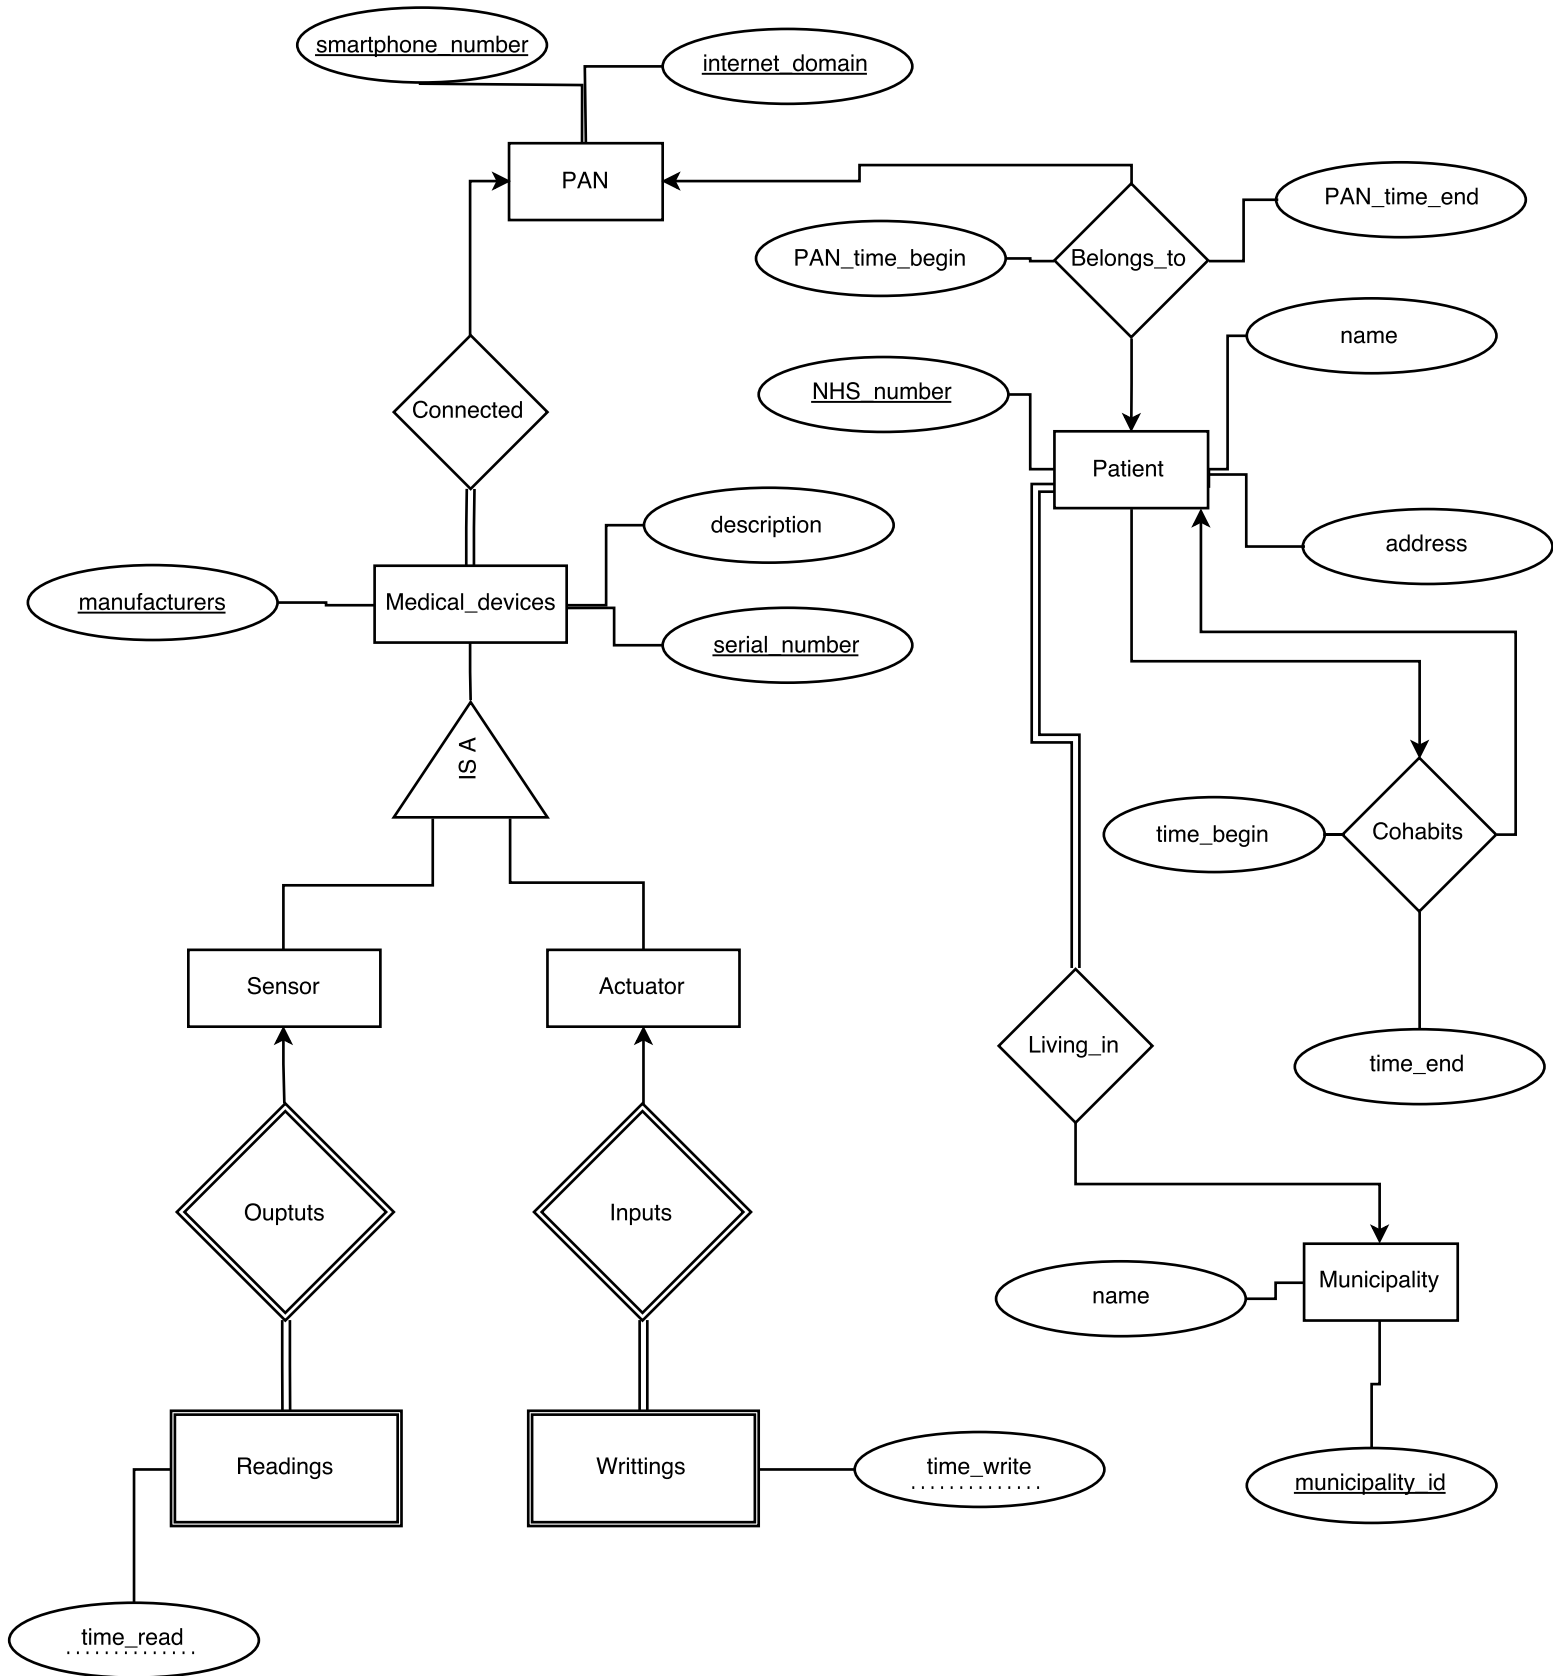 smartphone_number
internet_domain
PAN
PAN_time_end
PAN_time_begin
Belongs_to
name
NHS_number
Connected
Patient
description
address
manufacturers
Medical_devices
serial_number
IS A
time_begin
Cohabits
Sensor
Actuator
Living_in
time_end
Ouptuts
Inputs
Municipality
name
Readings
Writtings
time_write
municipality_id
time_read